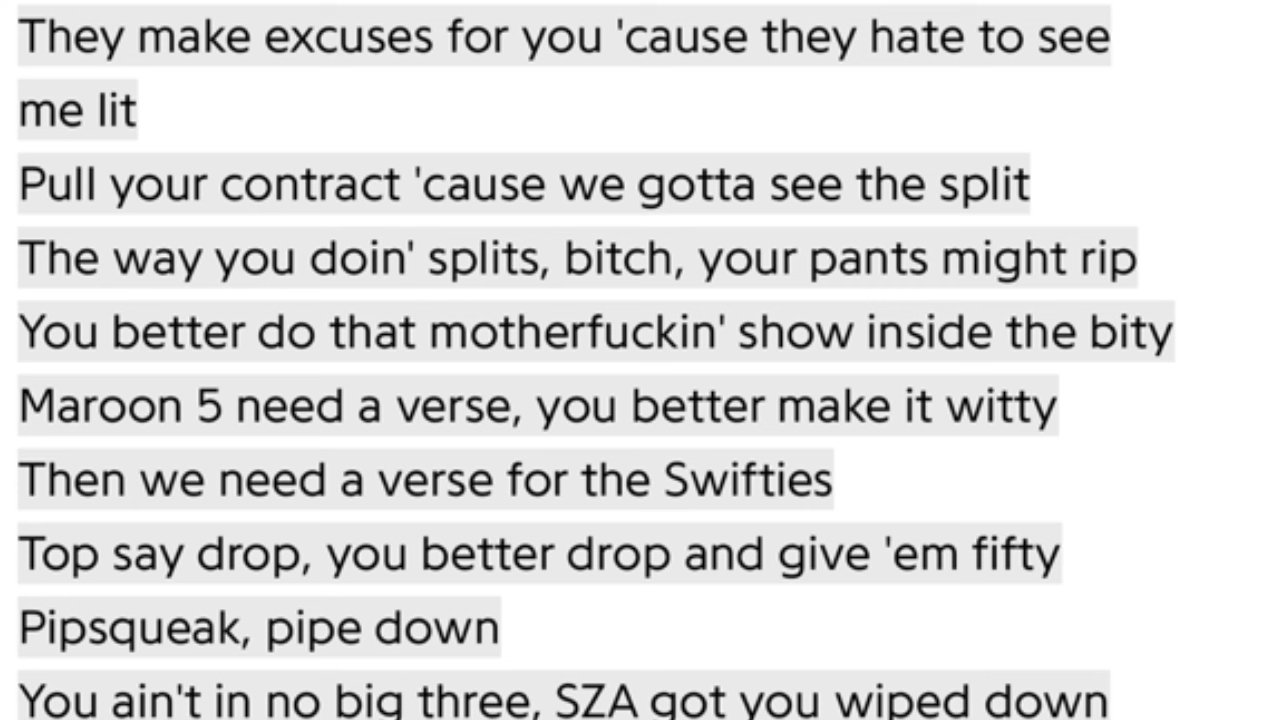 They make excuses for you 'cause they hate to see
me lit
Pull your contract 'cause we gotta see the split
The way you doin' splits, bitch, your pants might rip
You better do that motherfuckin' show inside the bity
Maroon 5 need a verse, you better make it witty
Then we need a verse for the Swifties
Top say drop, you better drop and give 'em fifty
Pipsqueak, pipe down
You ain't in no big three, SZA got you wiped down